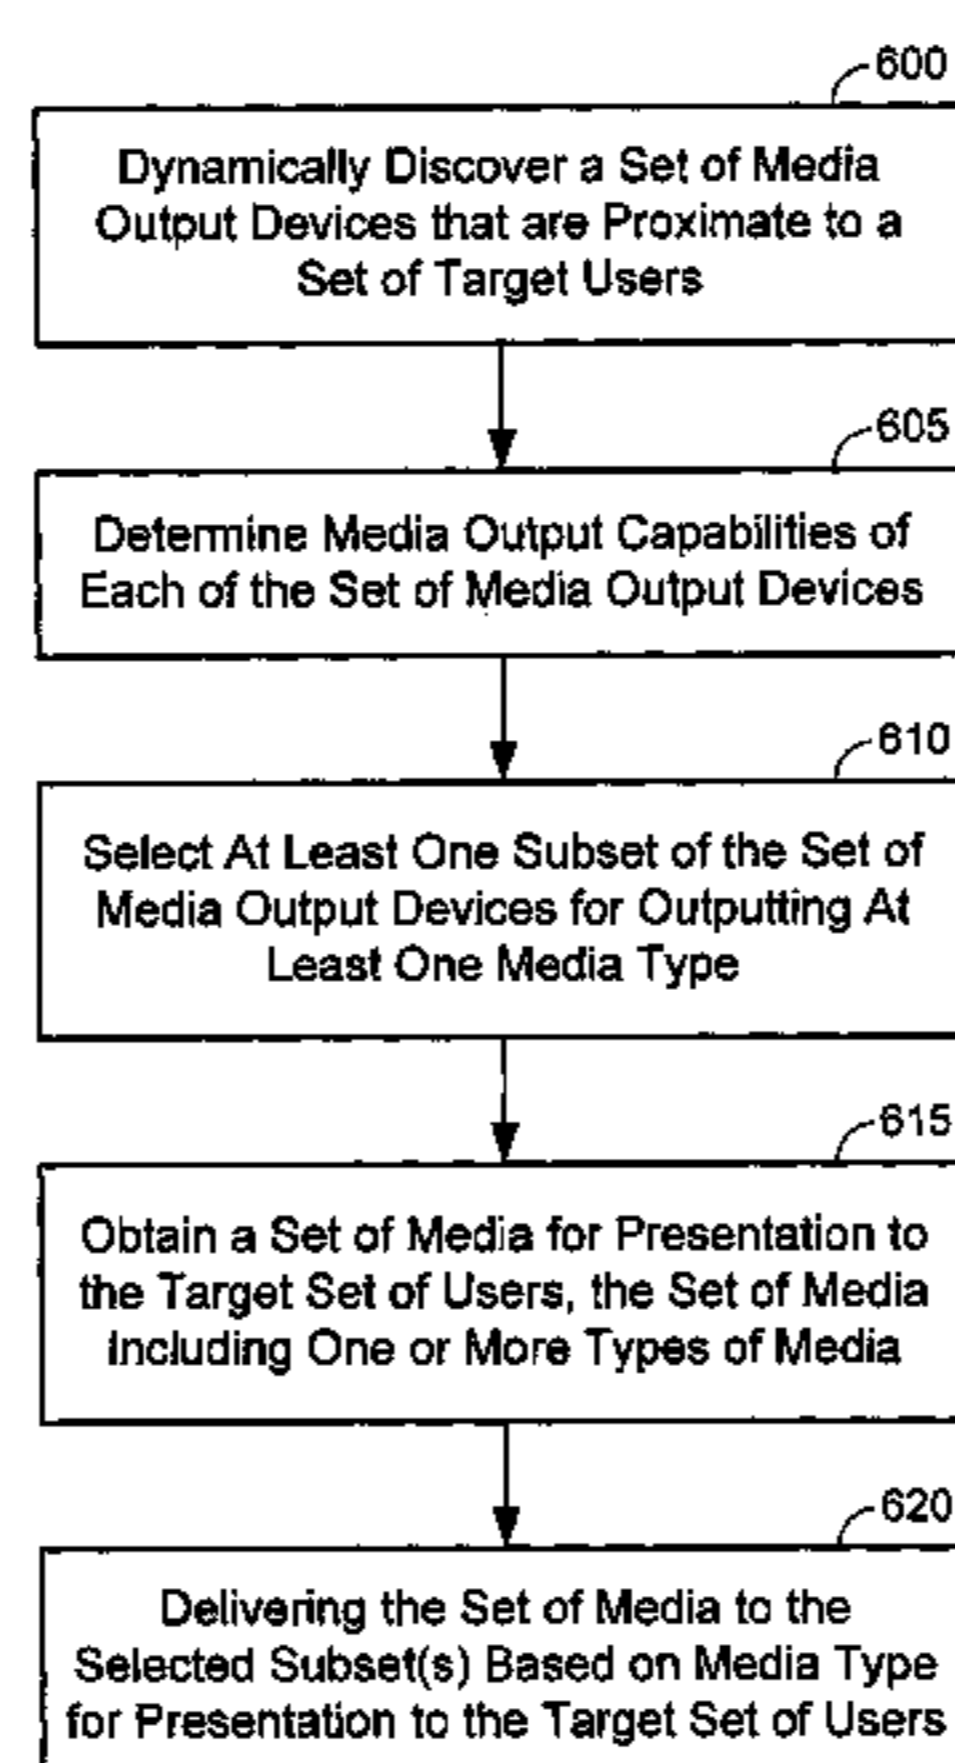 600
Dynamically Discover a Set of Media
Output Devices that are Proximate to a
Set of Target Users
605
Determine Media Output Capabilities of
Each of the Set of Media Output Devices
610
Select At Least One Subset of the Set of
Media Output Devices for Outputting At
Least One Media Type
615
Obtain a Set of Media for Presentation to
the Target Set of Users, the Set of Media
Including One or More Types of Media
620
Delivering the Set of Media to the
Selected Subset(s) Based on Media Type
for Presentation to the Target Set of Users